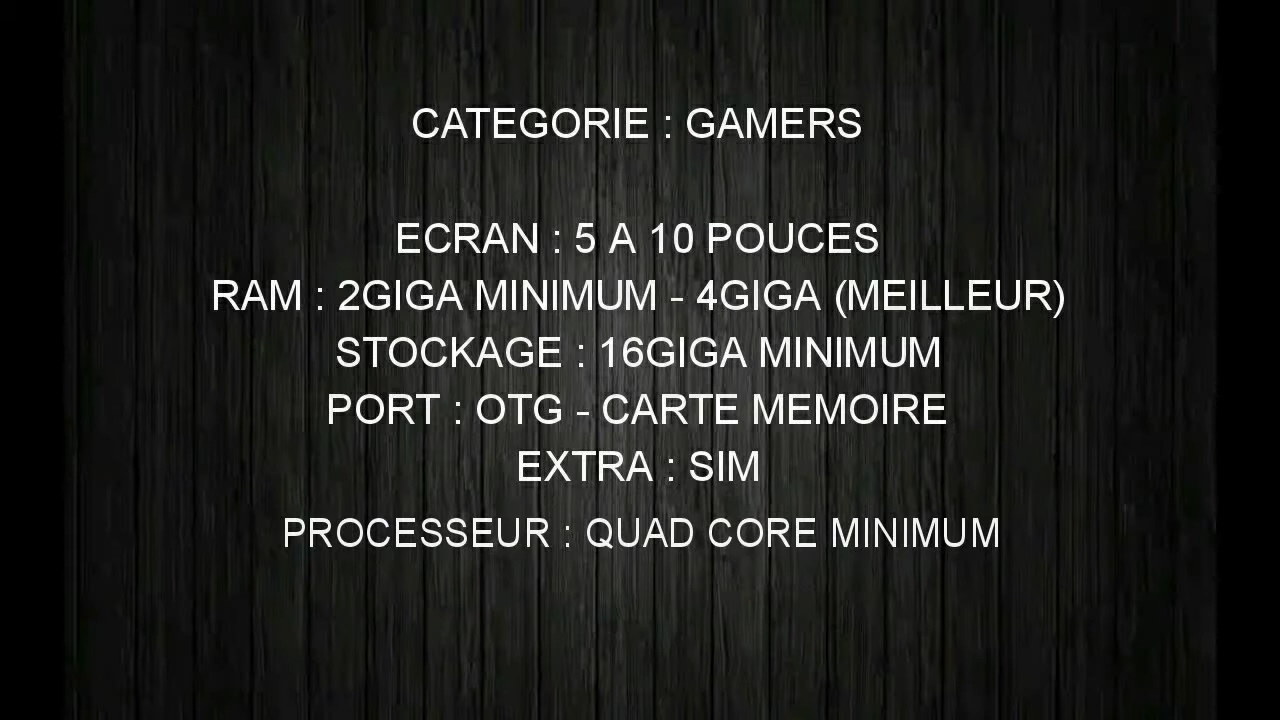 CATEGORIE : GAMERS
ECRAN : 5 A 10 POUCES
RAM : 2GIGA MINIMUM - 4GIGA (MEILLEUR)
STOCKAGE : 16GIGA MINIMUM
PORT : OTG - CARTE MEMOIRE
EXTRA : SIM
PROCESSEUR : QUAD CORE MINIMUM